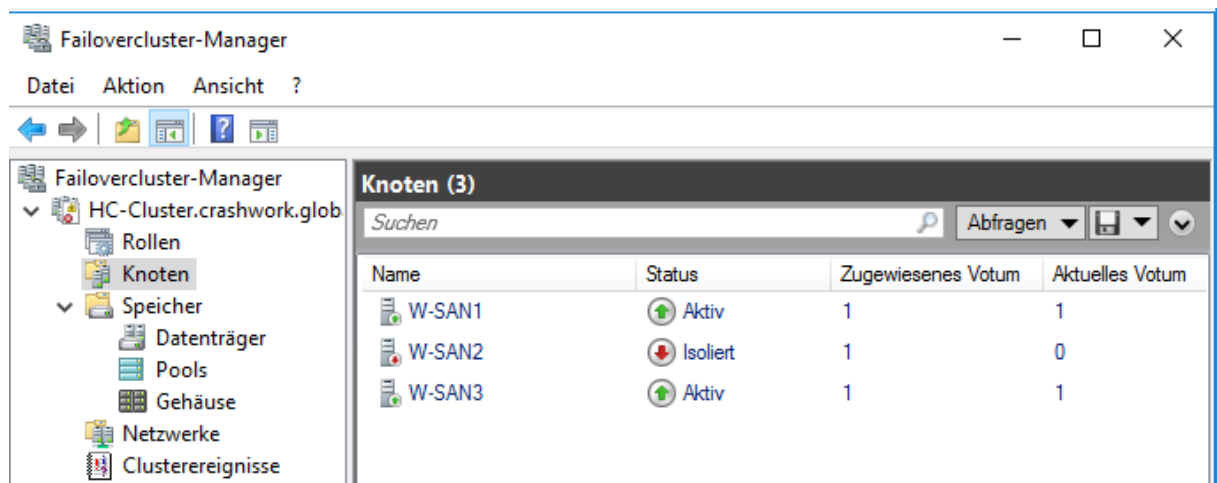 Failovercluster-Manager
Datei Aktion Ansicht ?
Failovercluster-Manager
HC-Cluster.crashwork.glob
Rollen
Knoten
Speicher
Datenträger
Pools
Gehäuse
Netzwerke
Clusterereignisse
Knoten (3)
Suchen
Abfragen
Name Status Zugewiesenes Votum Aktuelles Votum
W-SAN1 Aktiv 1 1
W-SAN2 Isoliert 1 0
W-SAN3 Aktiv 1 1